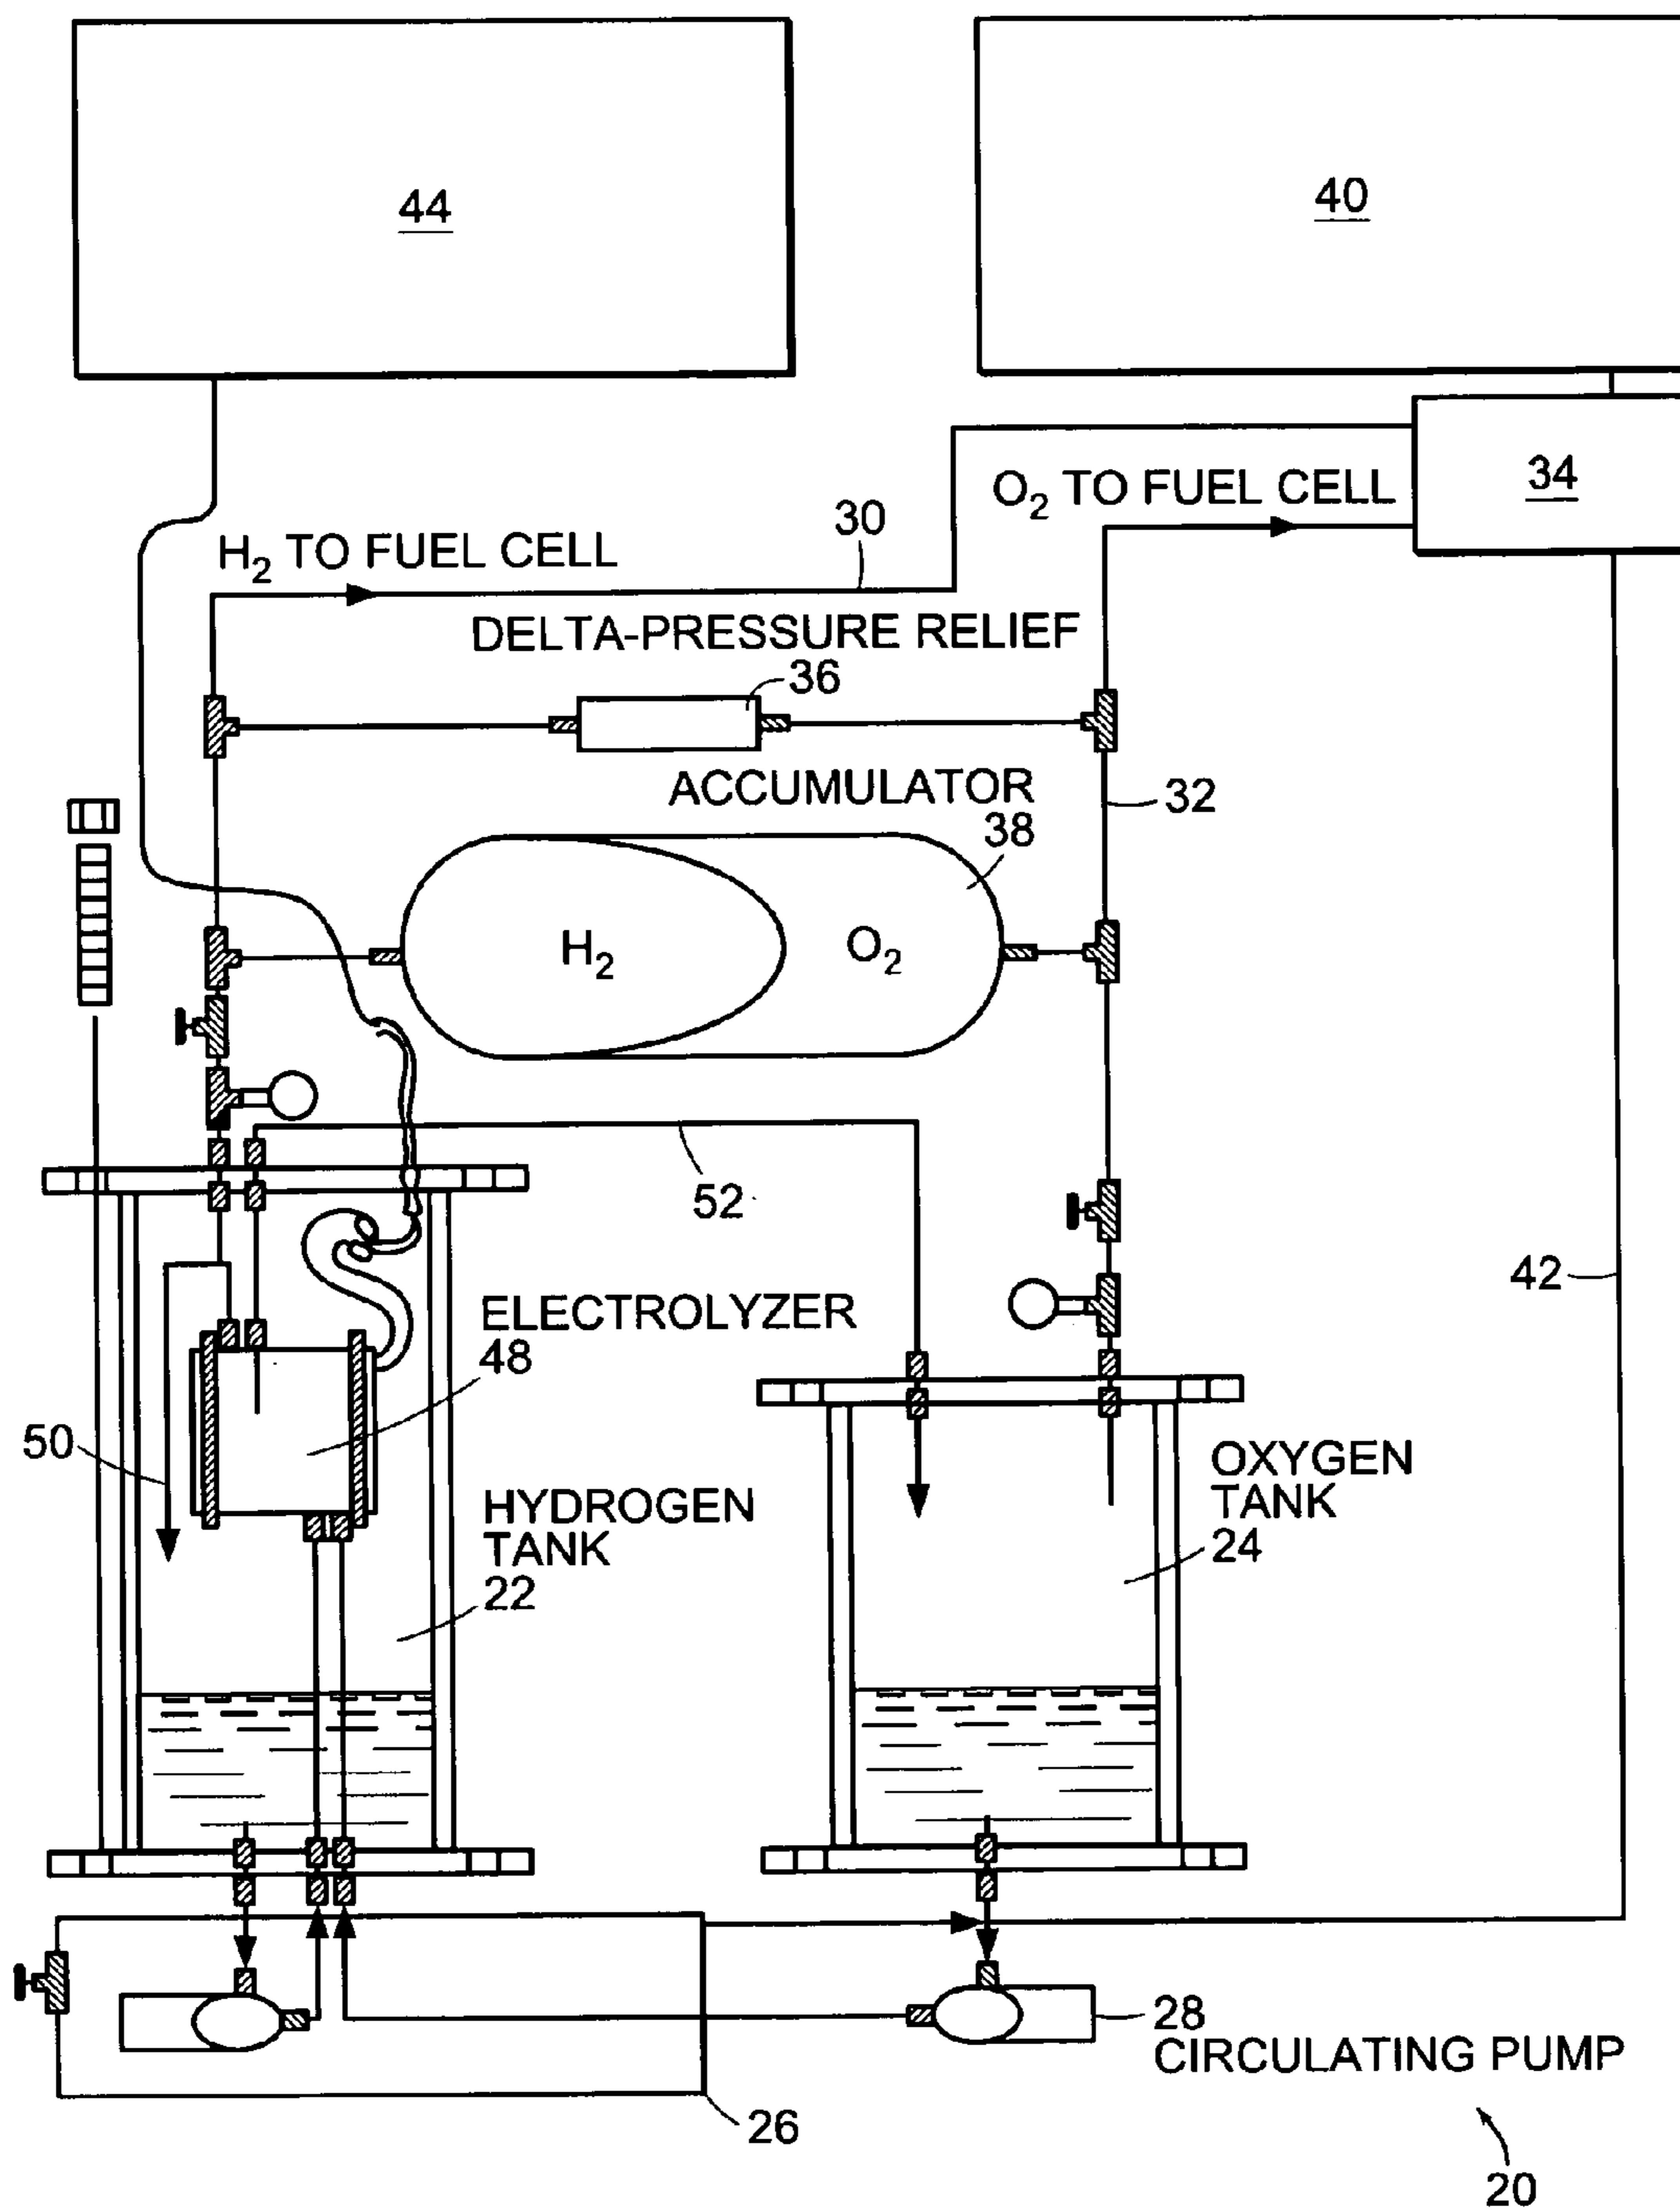 44
40
34
O₂ TO FUEL CELL
30
H₂ TO FUEL CELL
DELTA-PRESSURE RELIEF
36
ACCUMULATOR
38
32
H₂
O₂
52
42
ELECTROLYZER
48
50
HYDROGEN
TANK
22
OXYGEN
TANK
24
28
CIRCULATING PUMP
26
20